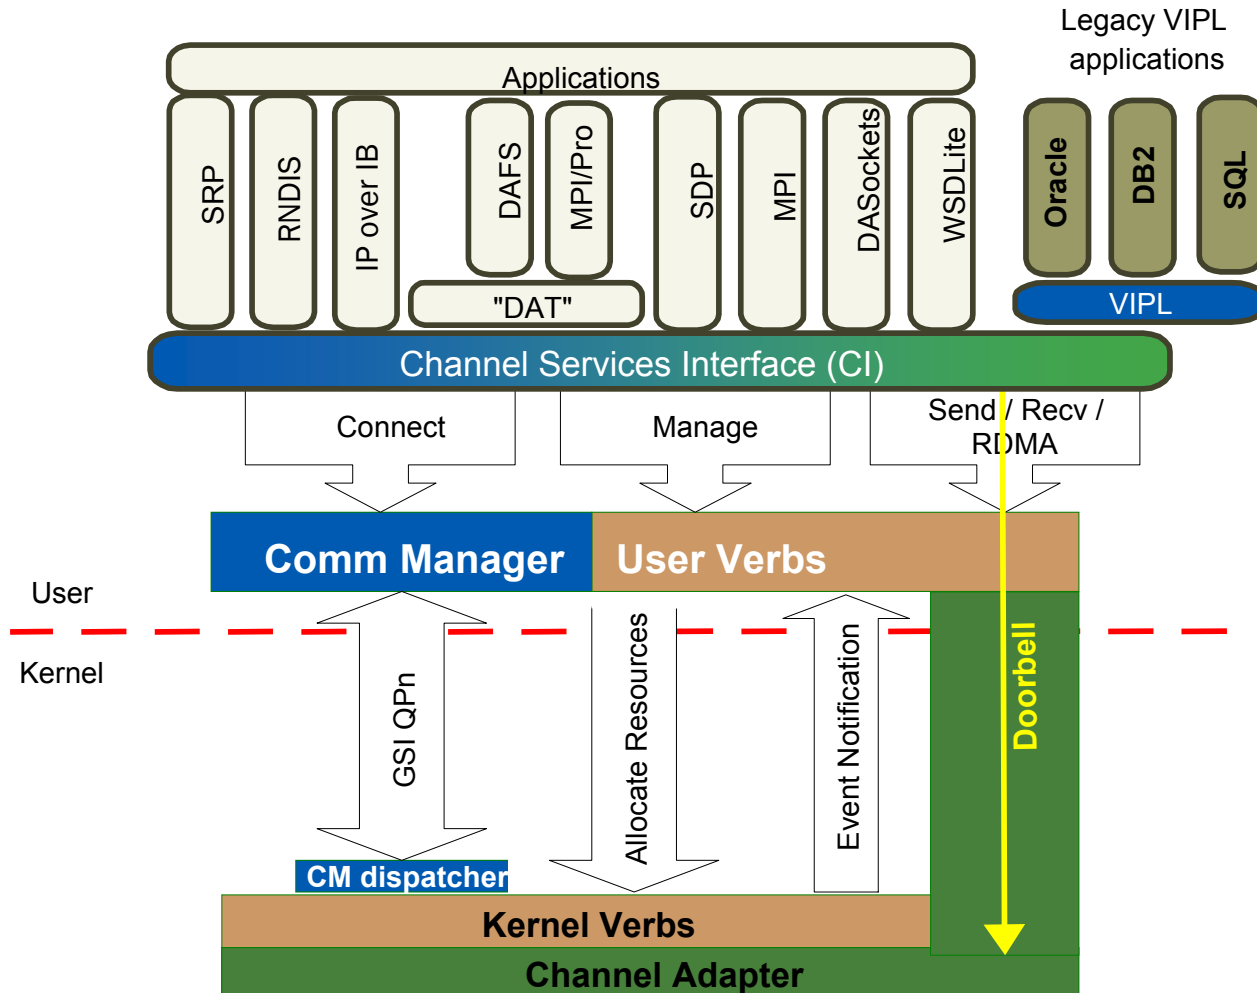 Legacy VIPL
applications
Applications
SRP
RNDIS
IP over IB
DAFS
MPI/Pro
SDP
MPI
DASockets
WSDLite
Oracle
DB2
SQL
"DAT"
VIPL
Channel Services Interface (CI)
Connect
Manage
Send / Recv /
RDMA
Comm Manager
User Verbs
User
Kernel
GSI QPn
Allocate Resources
Event Notification
Doorbell
CM dispatcher
Kernel Verbs
Channel Adapter